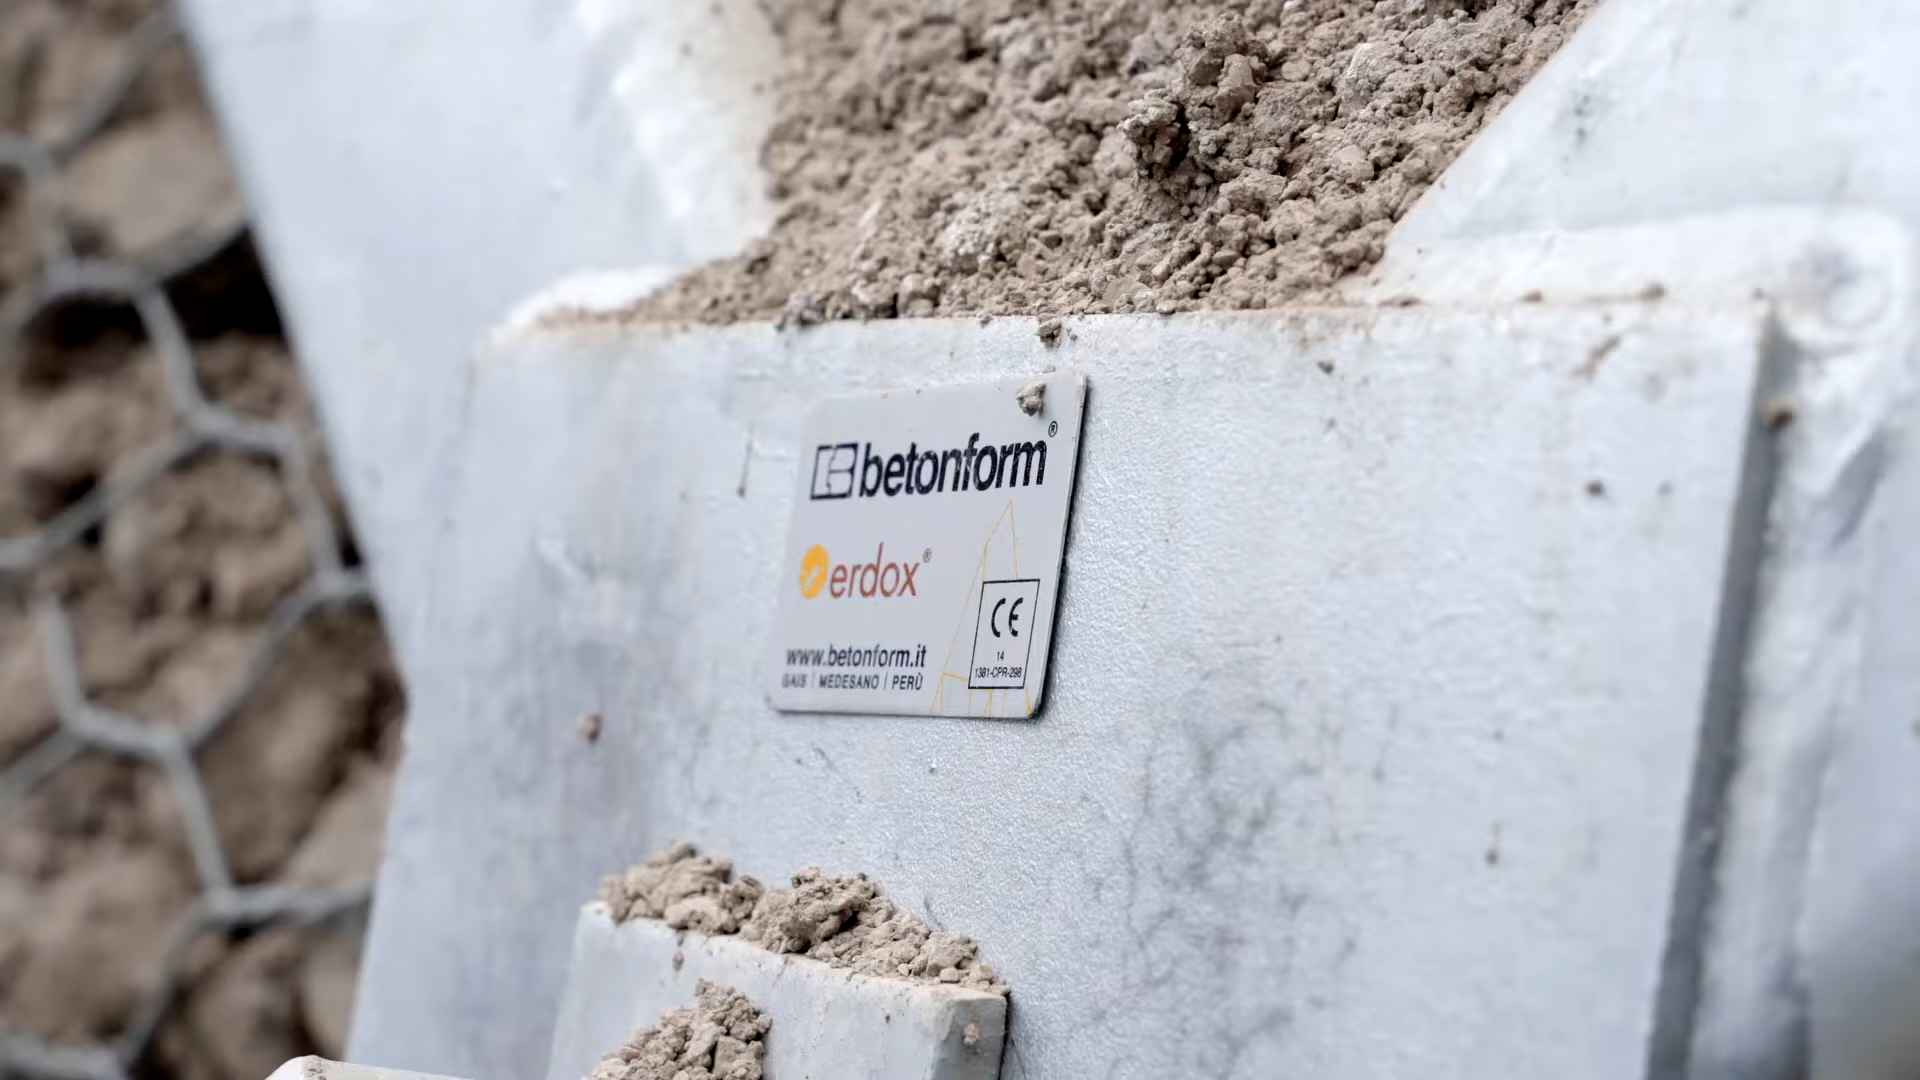 betonform®
erdox®
www.betonform.it
GAIS | MEDESANO | PERÙ
CE
14
1381-CPR-298